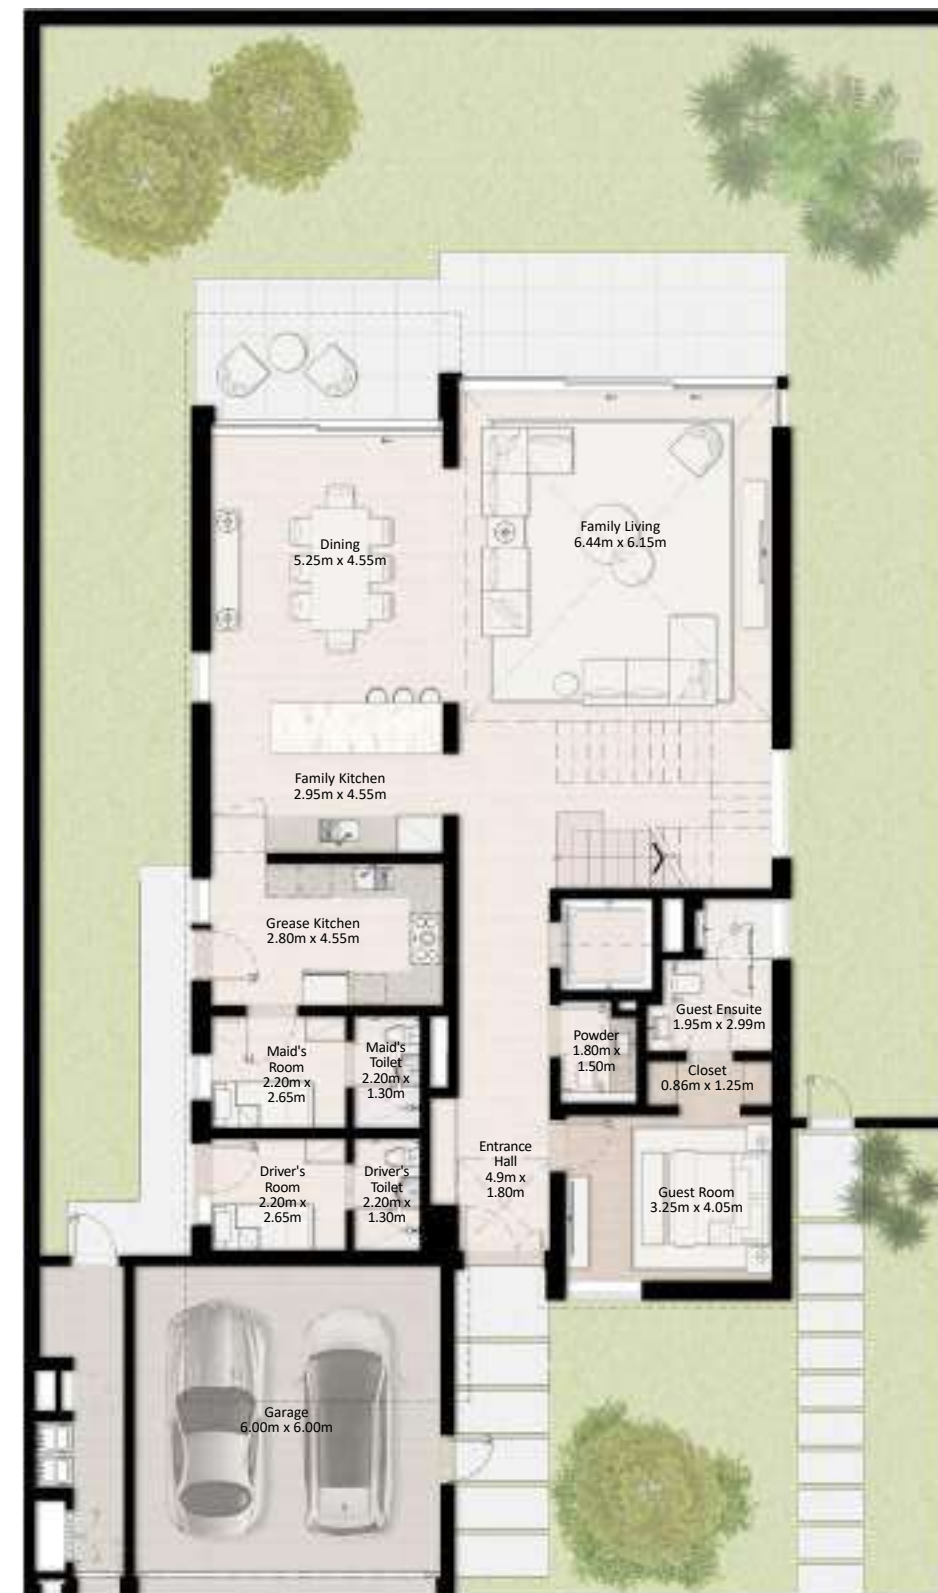 Family Living
6.44m x 6.15m
Dining
5.25m x 4.55m
Family Kitchen
2.95m x 4.55m
Grease Kitchen
2.80m x 4.55m
Guest Ensuite
1.95m x 2.99m
Powder
1.80m x
1.50m
Maid's
Room
2.20m x
2.65m
Maid's
Toilet
2.20m x
1.30m
Closet
0.86m x 1.25m
Entrance
Hall
4.9m x
1.80m
Driver's
Room
2.20m x
2.65m
Driver's
Toilet
2.20m x
1.30m
Guest Room
3.25m x 4.05m
Garage
6.00m x 6.00m